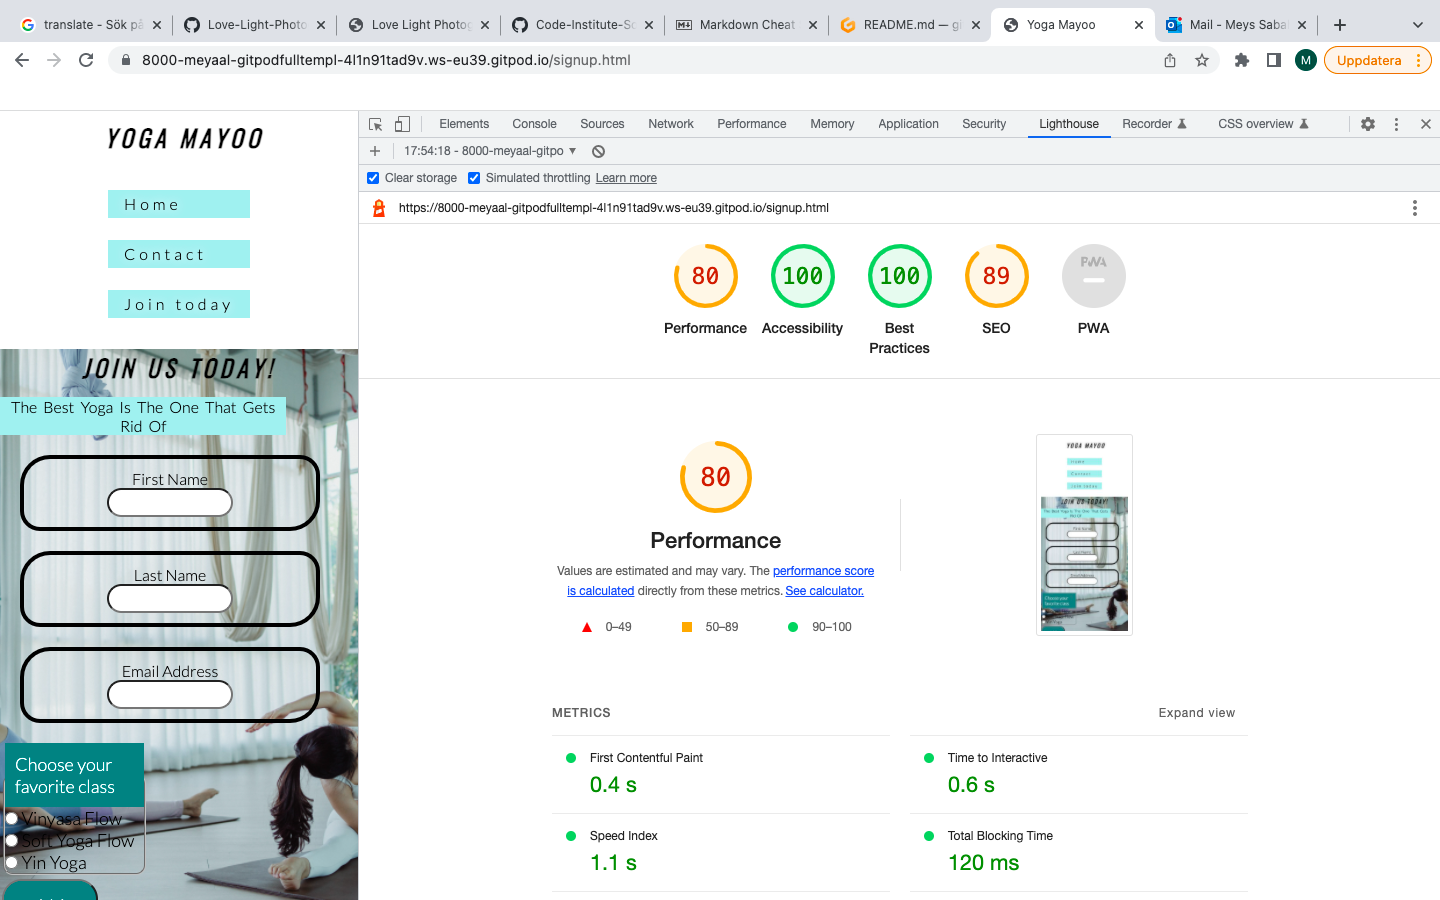 translate - Sök på
Love-Light-Photo
Love Light Photog
Code-Institute-So
Markdown Cheat
README.md — gi
Yoga Mayoo
Mail - Meys Sabal
8000-meyaal-gitpodfulltempl-4l1n91tad9v.ws-eu39.gitpod.io/signup.html
M
Uppdatera
YOGA MAYOO
Home
Contact
Join today
JOIN US TODAY!
The Best Yoga Is The One That Gets
Rid Of
First Name
Last Name
Email Address
Choose your
favorite class
Vinyasa Flow
Soft Yoga Flow
Yin Yoga
Elements
Console
Sources
Network
Performance
Memory
Application
Security
Lighthouse
Recorder
CSS overview
17:54:18 - 8000-meyaal-gitpo
Clear storage
Simulated throttling
Learn more
https://8000-meyaal-gitpodfulltempl-4l1n91tad9v.ws-eu39.gitpod.io/signup.html
80
Performance
100
Accessibility
100
Best
Practices
89
SEO
PWA
PWA
80
Performance
Values are estimated and may vary. The performance score
is calculated directly from these metrics. See calculator.
0–49
50–89
90–100
YOGA MAYOO
JOIN US TODAY!
METRICS
Expand view
First Contentful Paint
0.4 s
Time to Interactive
0.6 s
Speed Index
1.1 s
Total Blocking Time
120 ms